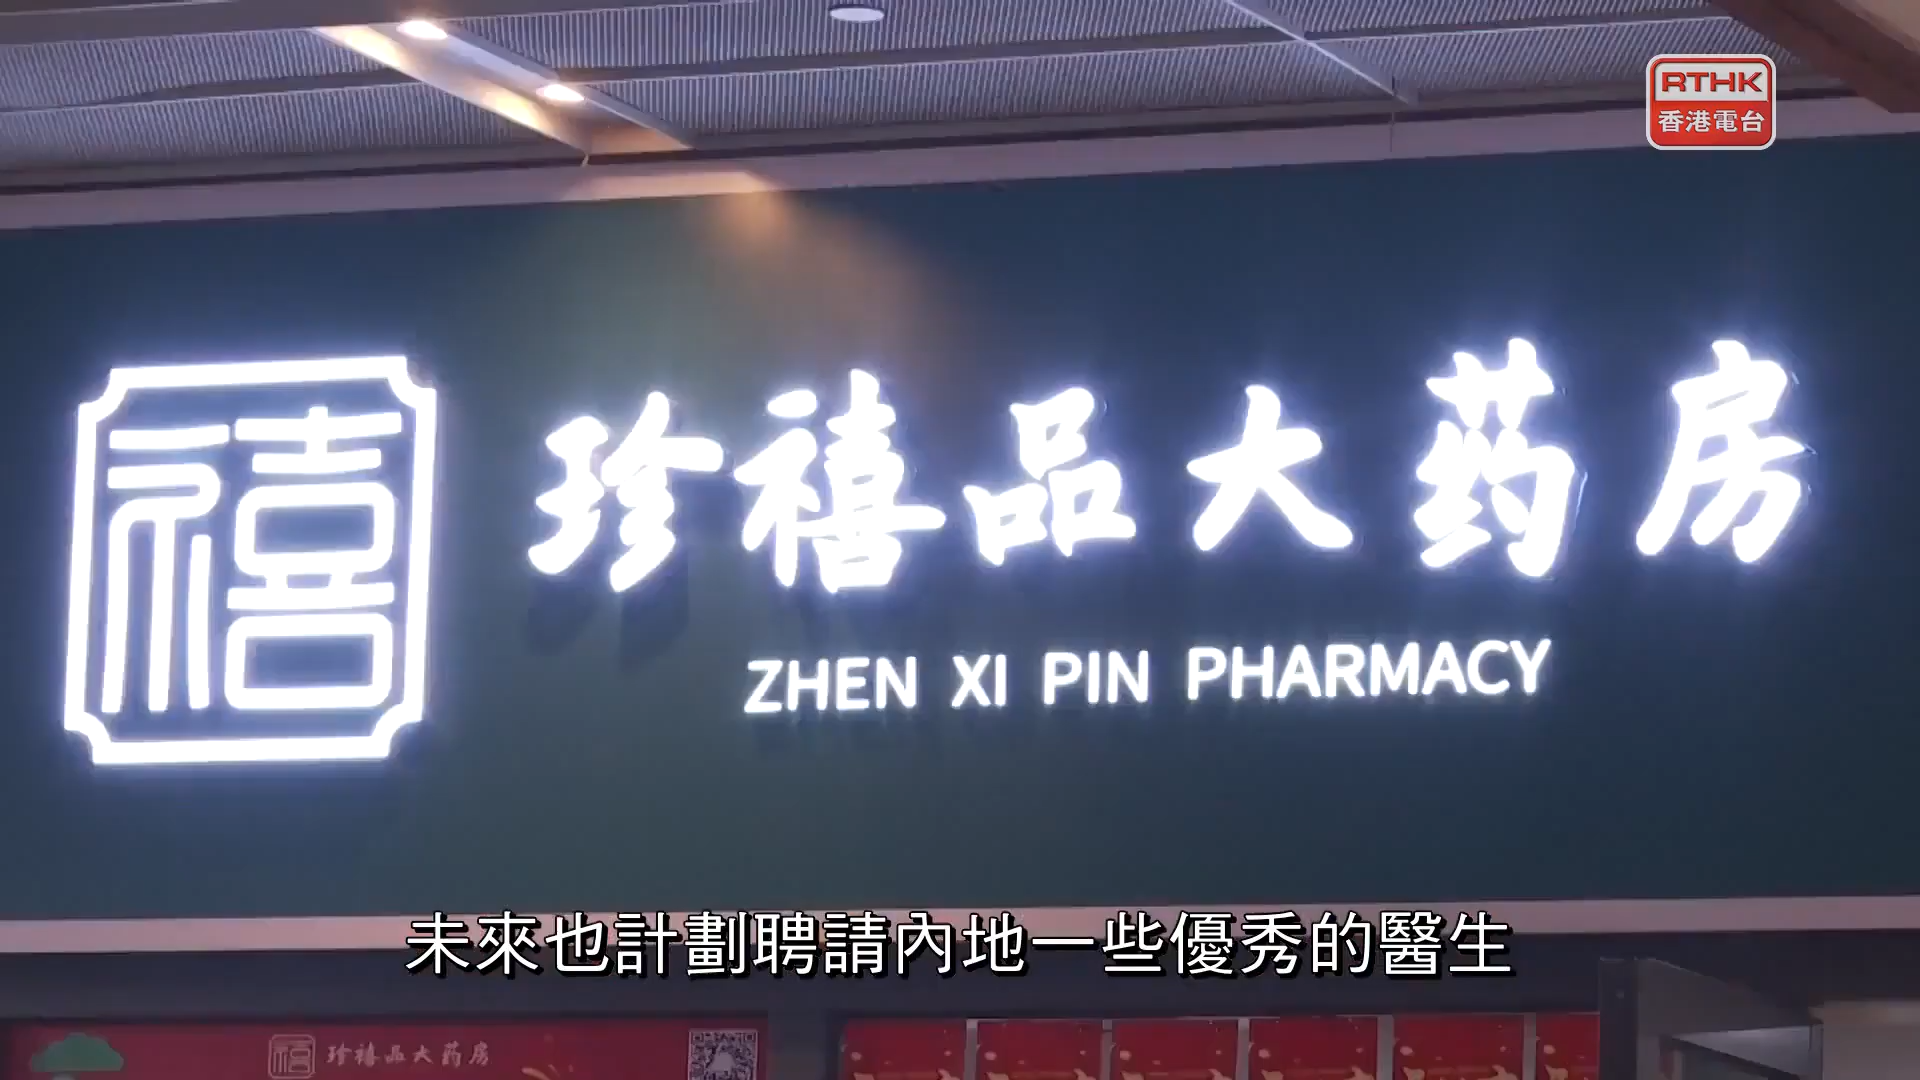 RTHK
香港電台
禧
珍禧品大药房
ZHEN XI PIN PHARMACY
未來也計劃聘請內地一些優秀的醫生
禧 珍禧品大药房